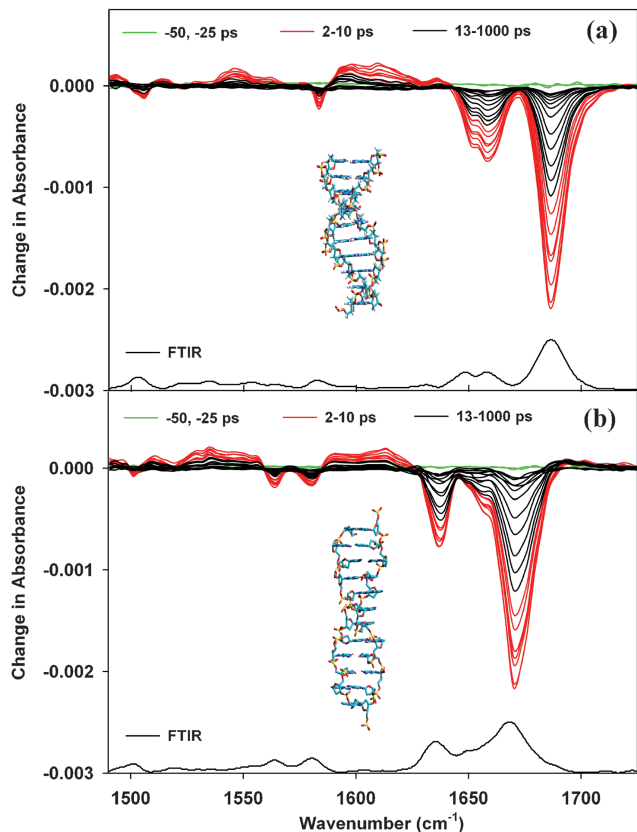 -50, -25 ps 2-10 ps 13-1000 ps (a)
0.000
-0.001
-0.002
-0.003
Change in Absorbance
FTIR
-50, -25 ps 2-10 ps 13-1000 ps (b)
0.000
-0.001
-0.002
-0.003
Change in Absorbance
FTIR
1500 1550 1600 1650 1700
Wavenumber (cm⁻¹)